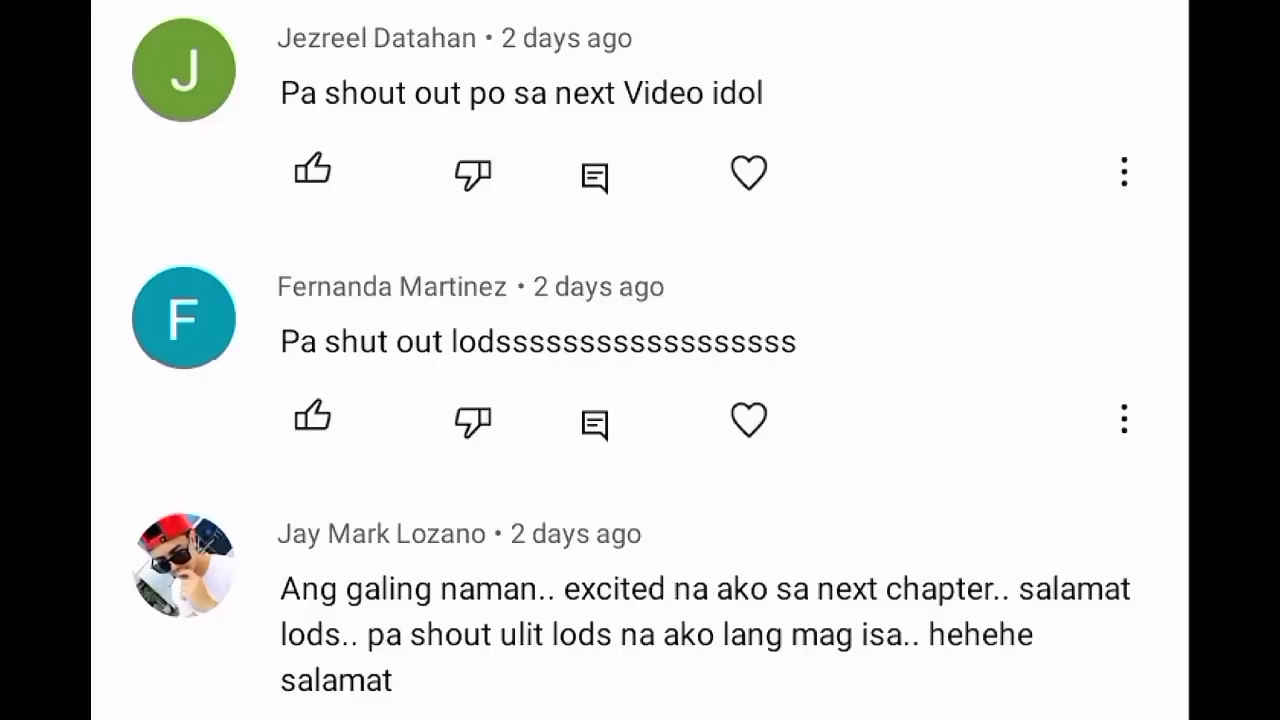 J
Jezreel Datahan • 2 days ago
Pa shout out po sa next Video idol
F
Fernanda Martinez • 2 days ago
Pa shut out lodssssssssssssssssss
Jay Mark Lozano • 2 days ago
Ang galing naman.. excited na ako sa next chapter.. salamat
lods.. pa shout ulit lods na ako lang mag isa.. hehehe
salamat